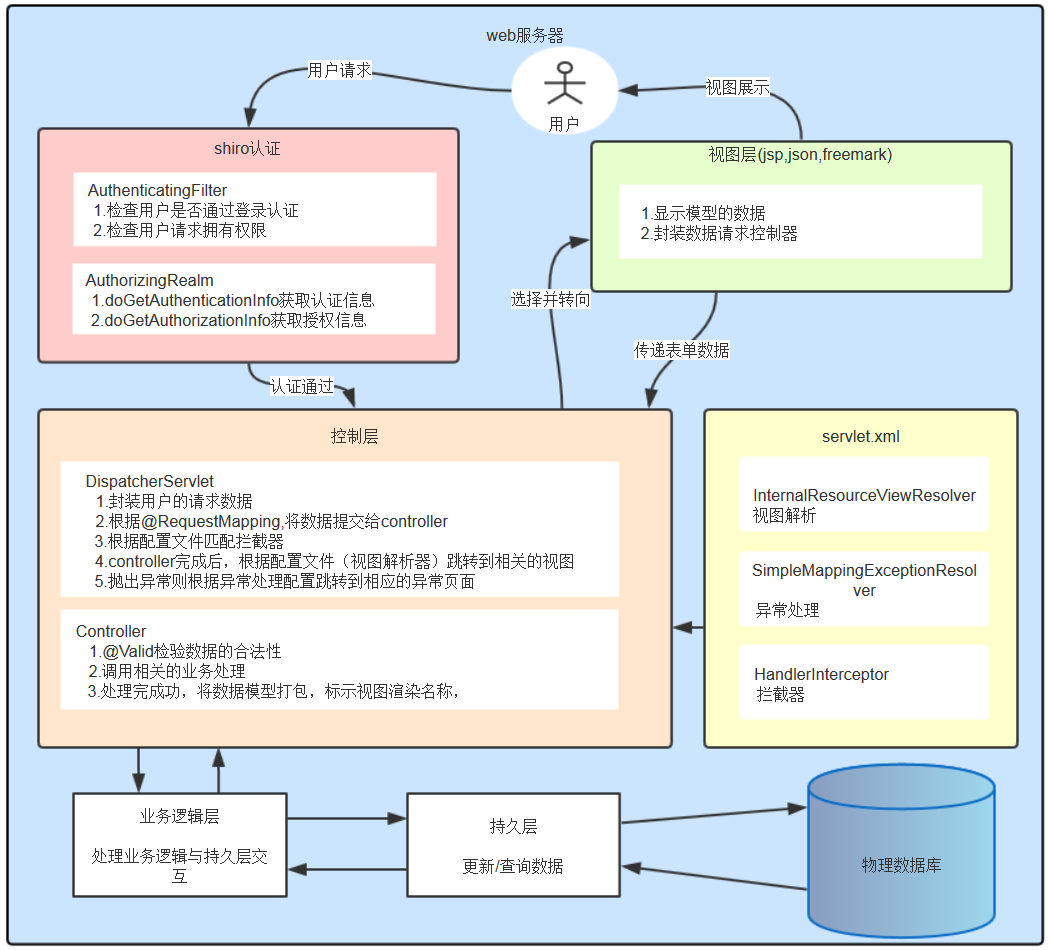 web服务器
用户请求
用户
视图展示
shiro认证
AuthenticatingFilter
1.检查用户是否通过登录认证
2.检查用户请求拥有权限
AuthorizingRealm
1.doGetAuthenticationInfo获取认证信息
2.doGetAuthorizationInfo获取授权信息
视图层(jsp,json,freemark)
1.显示模型的数据
2.封装数据请求控制器
选择并转向
传递表单数据
认证通过
控制层
DispatcherServlet
1.封装用户的请求数据
2.根据@RequestMapping,将数据提交给controller
3.根据配置文件匹配拦截器
4.controller完成后，根据配置文件（视图解析器）跳转到相关的视图
5.抛出异常则根据异常处理配置跳转到相应的异常页面
Controller
1.@Valid检验数据的合法性
2.调用相关的业务处理
3.处理完成功，将数据模型打包，标示视图渲染名称，
servlet.xml
InternalResourceViewResolver
视图解析
SimpleMappingExceptionResol
ver
异常处理
HandlerInterceptor
拦截器
业务逻辑层
处理业务逻辑与持久层交
互
持久层
更新/查询数据
物理数据库